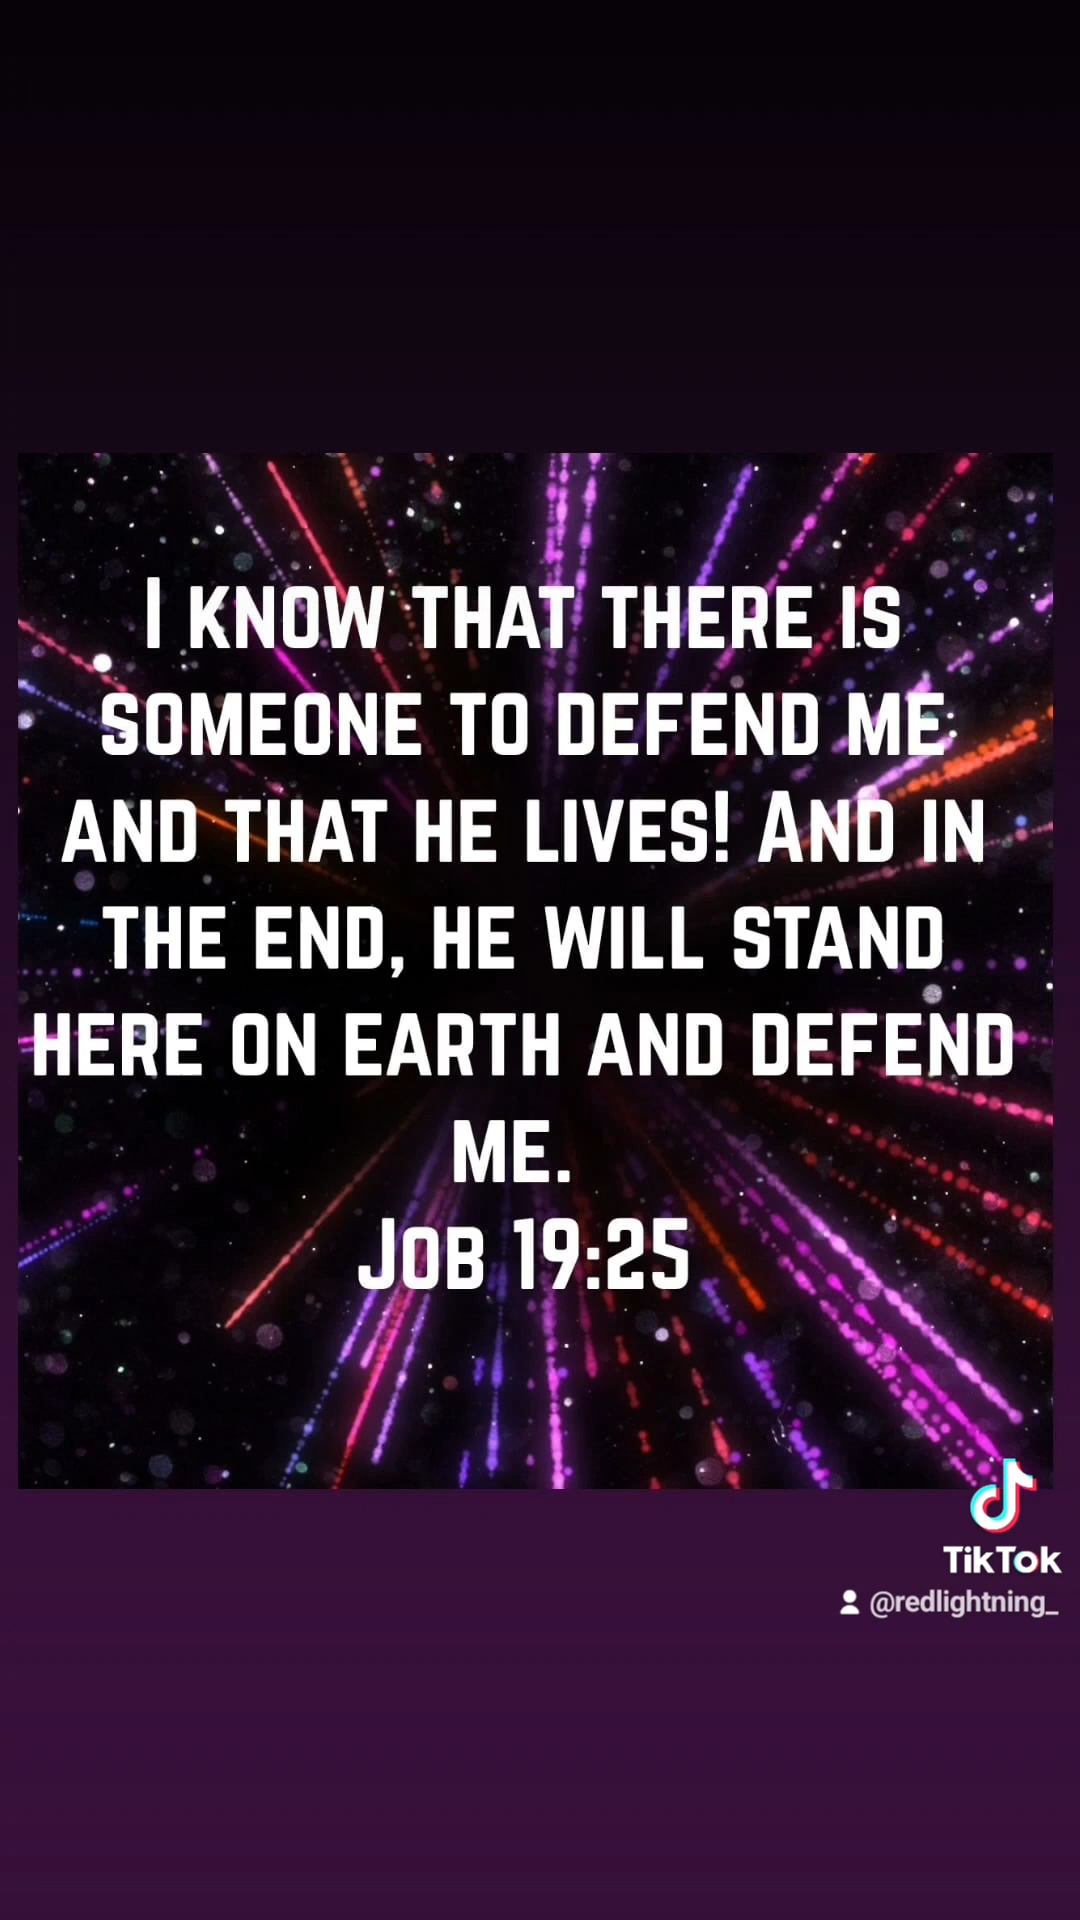 I know that there is
someone to defend me
and that he lives! And in
the end, he will stand
here on earth and defend
me.
Job 19:25
TikTok
@redlightning_